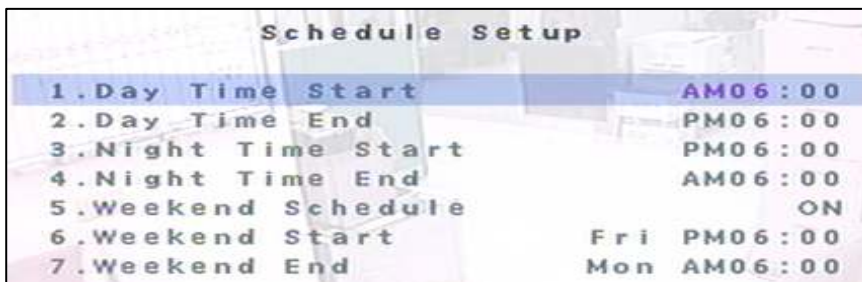 Schedule Setup
1.Day Time Start AM06:00
2.Day Time End PM06:00
3.Night Time Start PM06:00
4.Night Time End AM06:00
5.Weekend Schedule ON
6.Weekend Start Fri PM06:00
7.Weekend End Mon AM06:00